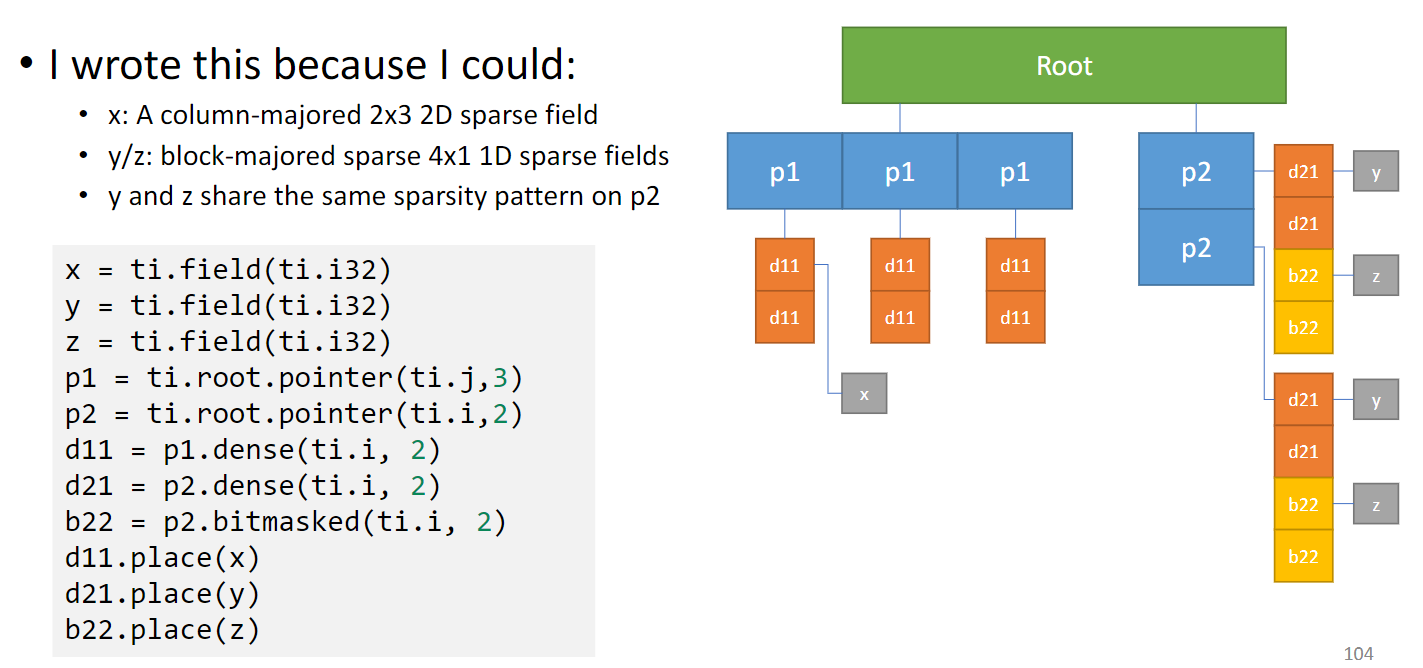 • I wrote this because I could:
• x: A column-majored 2x3 2D sparse field
• y/z: block-majored sparse 4x1 1D sparse fields
• y and z share the same sparsity pattern on p2
x = ti.field(ti.i32)
y = ti.field(ti.i32)
z = ti.field(ti.i32)
p1 = ti.root.pointer(ti.j,3)
p2 = ti.root.pointer(ti.i,2)
d11 = p1.dense(ti.i, 2)
d21 = p2.dense(ti.i, 2)
b22 = p2.bitmasked(ti.i, 2)
d11.place(x)
d21.place(y)
b22.place(z)
Root
p1 p1 p1
d11 d11 d11
d11 d11 d11
x
p2
p2
d21 y
d21
b22 z
b22
d21 y
d21
b22 z
b22
104